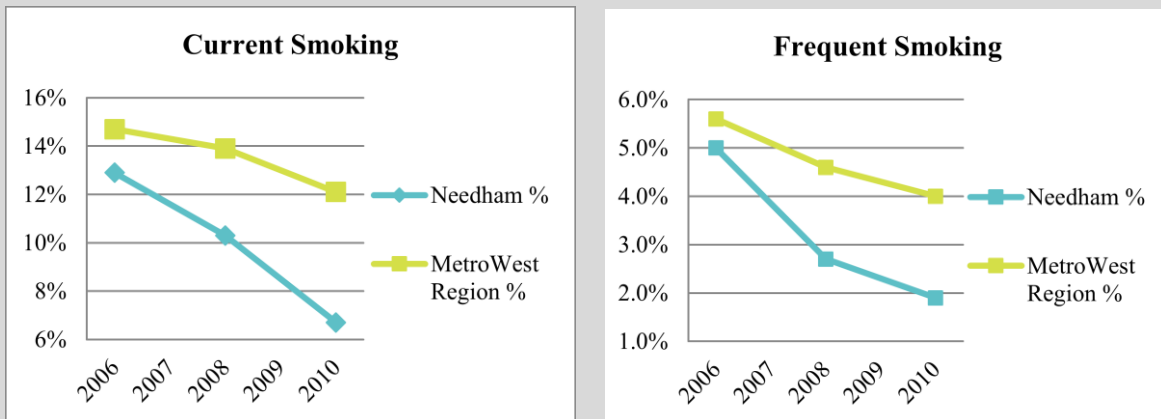 Current Smoking
16%
14%
12%
10%
8%
6%
2006
2007
2008
2009
2010
Needham %
MetroWest
Region %
Frequent Smoking
6.0%
5.0%
4.0%
3.0%
2.0%
1.0%
2006
2007
2008
2009
2010
Needham %
MetroWest
Region %